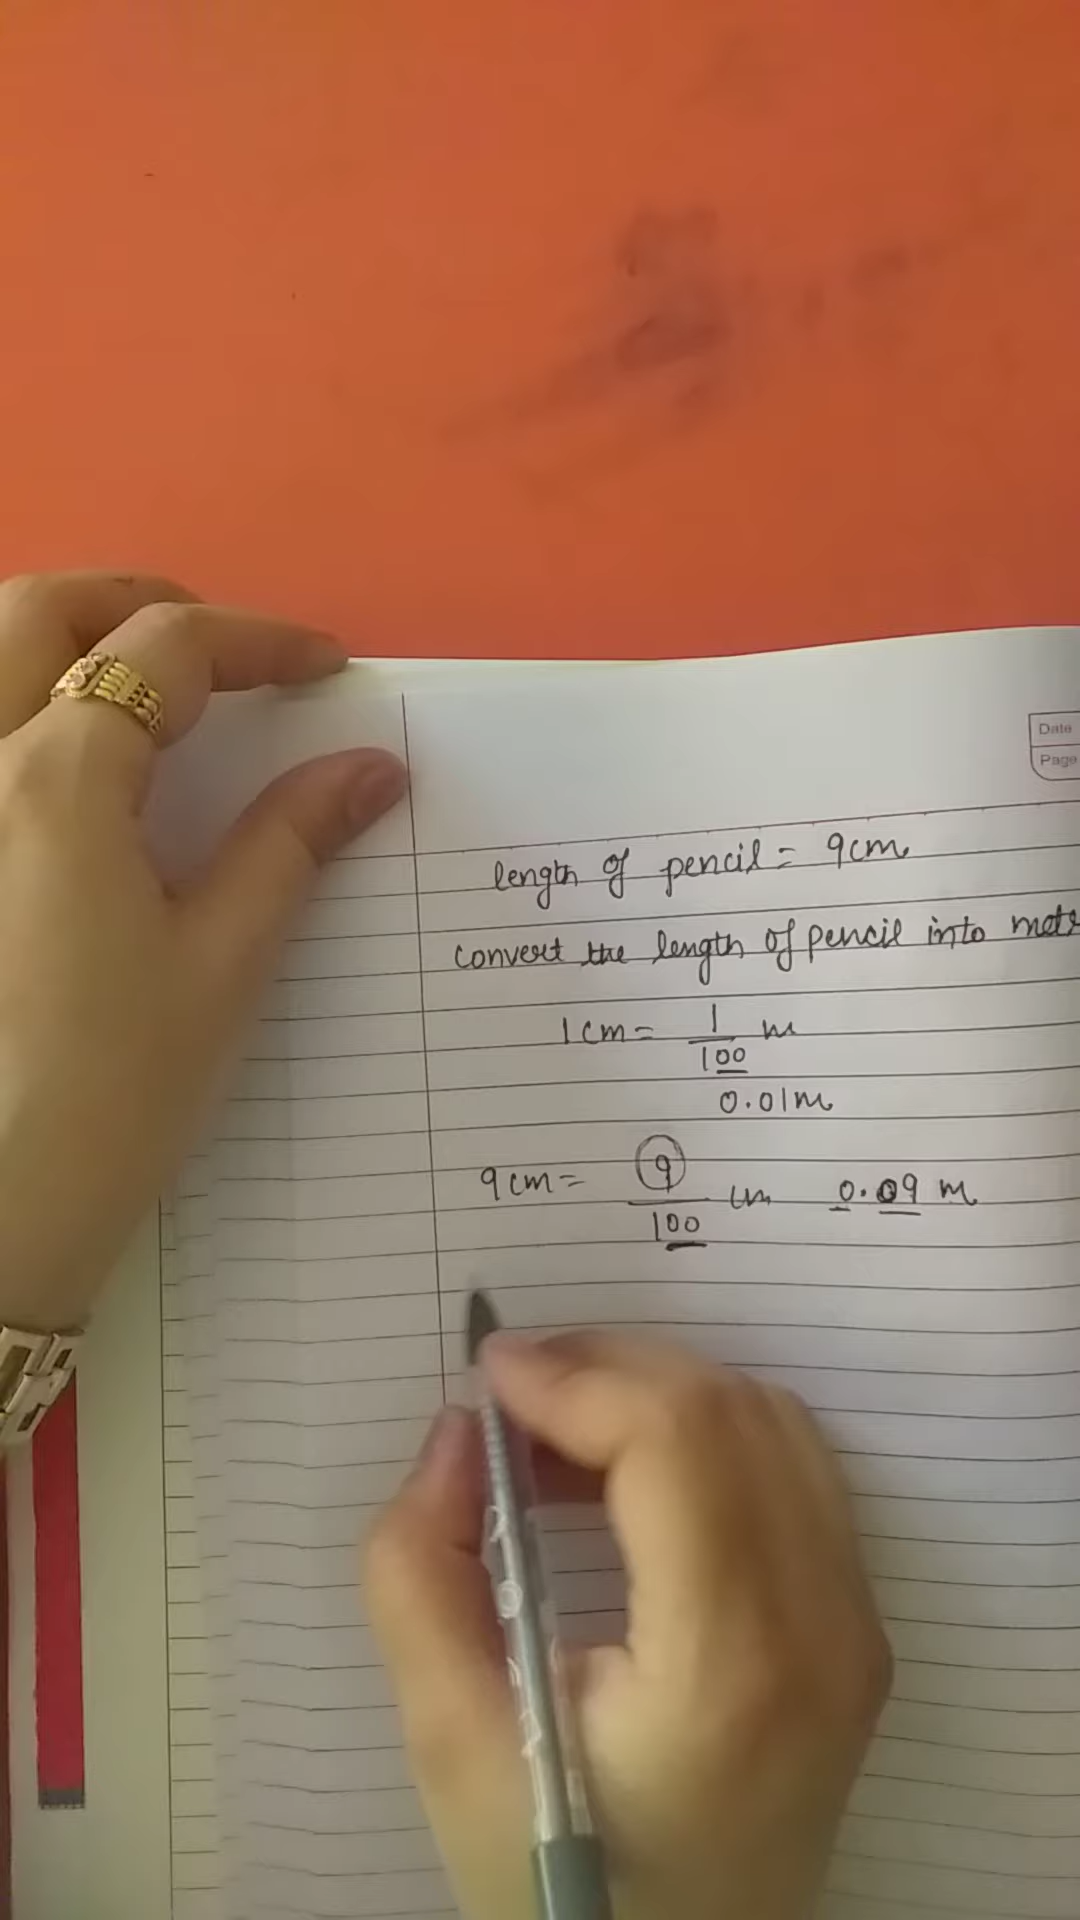 Date
Page
length of pencil = 9cm
convert the length of pencil into
1cm = 1/100 m
0.01m
9cm = 9/100 m 0.09 m